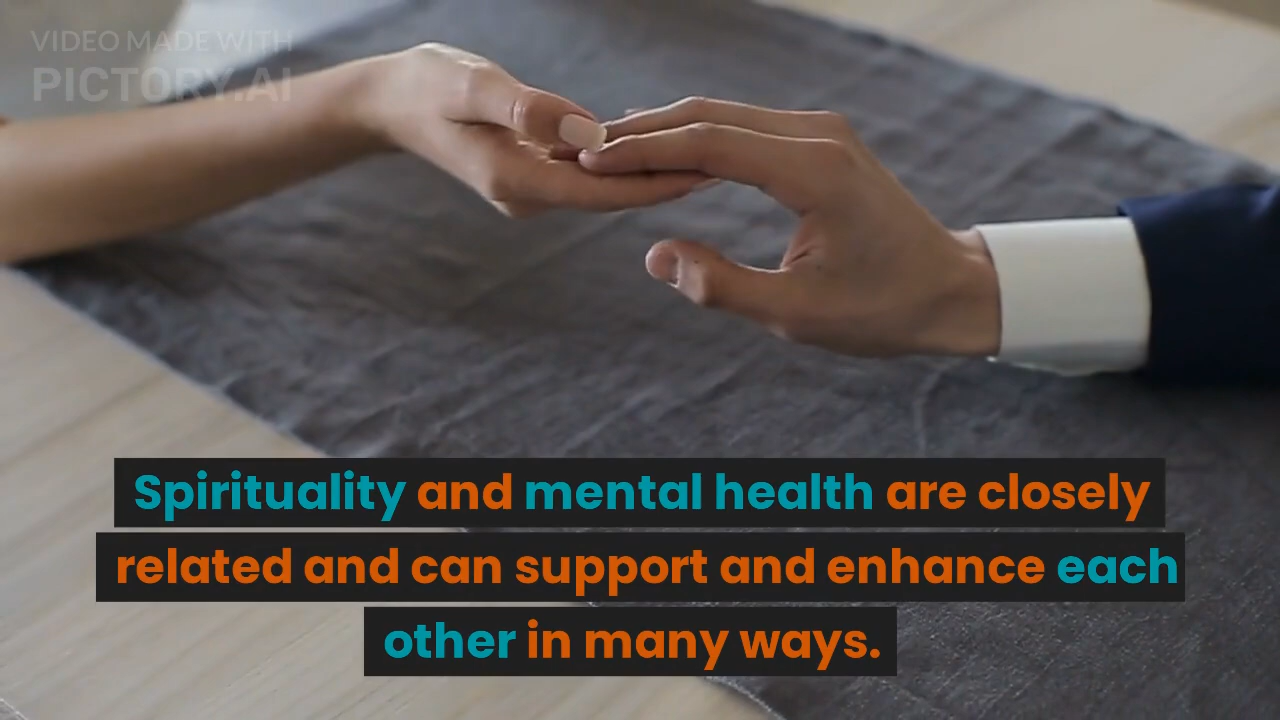 VIDEO MADE WITH
PICTORY.AI
Spirituality and mental health are closely
related and can support and enhance each
other in many ways.